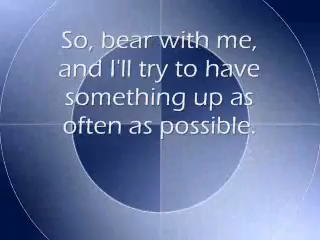 So, bear with me,
and I'll try to have
something up as
often as possible.